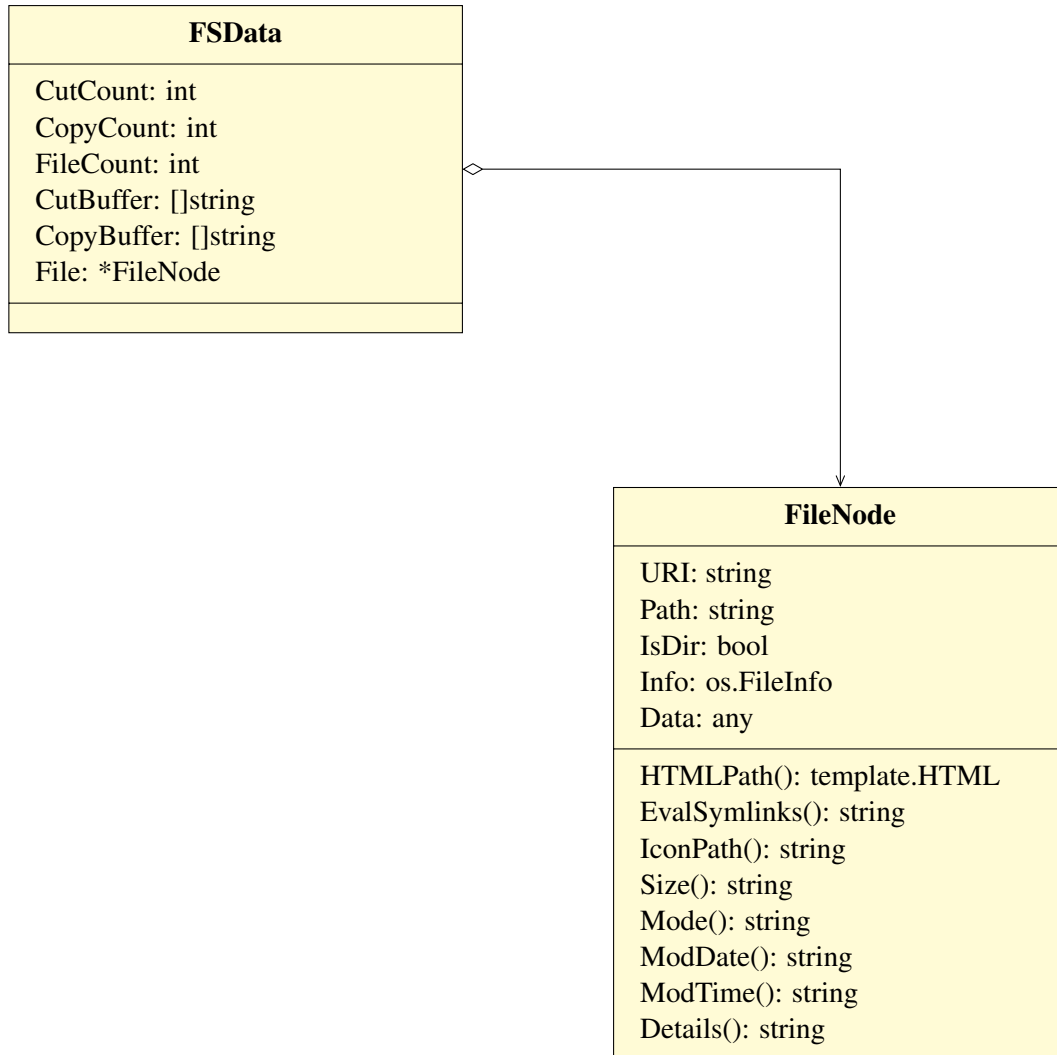 FSData
CutCount: int
CopyCount: int
FileCount: int
CutBuffer: []string
CopyBuffer: []string
File: *FileNode
FileNode
URI: string
Path: string
IsDir: bool
Info: os.FileInfo
Data: any
HTMLPath(): template.HTML
EvalSymlinks(): string
IconPath(): string
Size(): string
Mode(): string
ModDate(): string
ModTime(): string
Details(): string